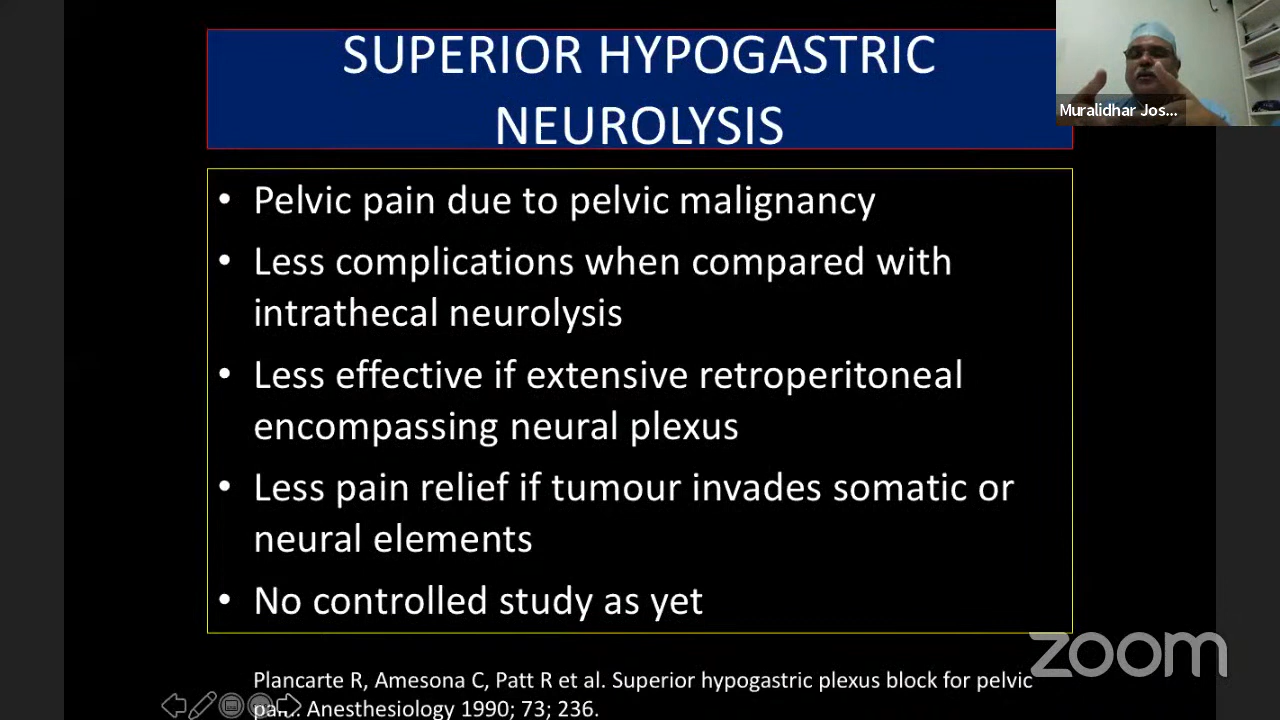 SUPERIOR HYPOGASTRIC
NEUROLYSIS
Muralidhar Jos...
• Pelvic pain due to pelvic malignancy
• Less complications when compared with
intrathecal neurolysis
• Less effective if extensive retroperitoneal
encompassing neural plexus
• Less pain relief if tumour invades somatic or
neural elements
• No controlled study as yet
zoom
Plancarte R, Amesona C, Patt R et al. Superior hypogastric plexus block for pelvic
Anesthesiology 1990; 73; 236.